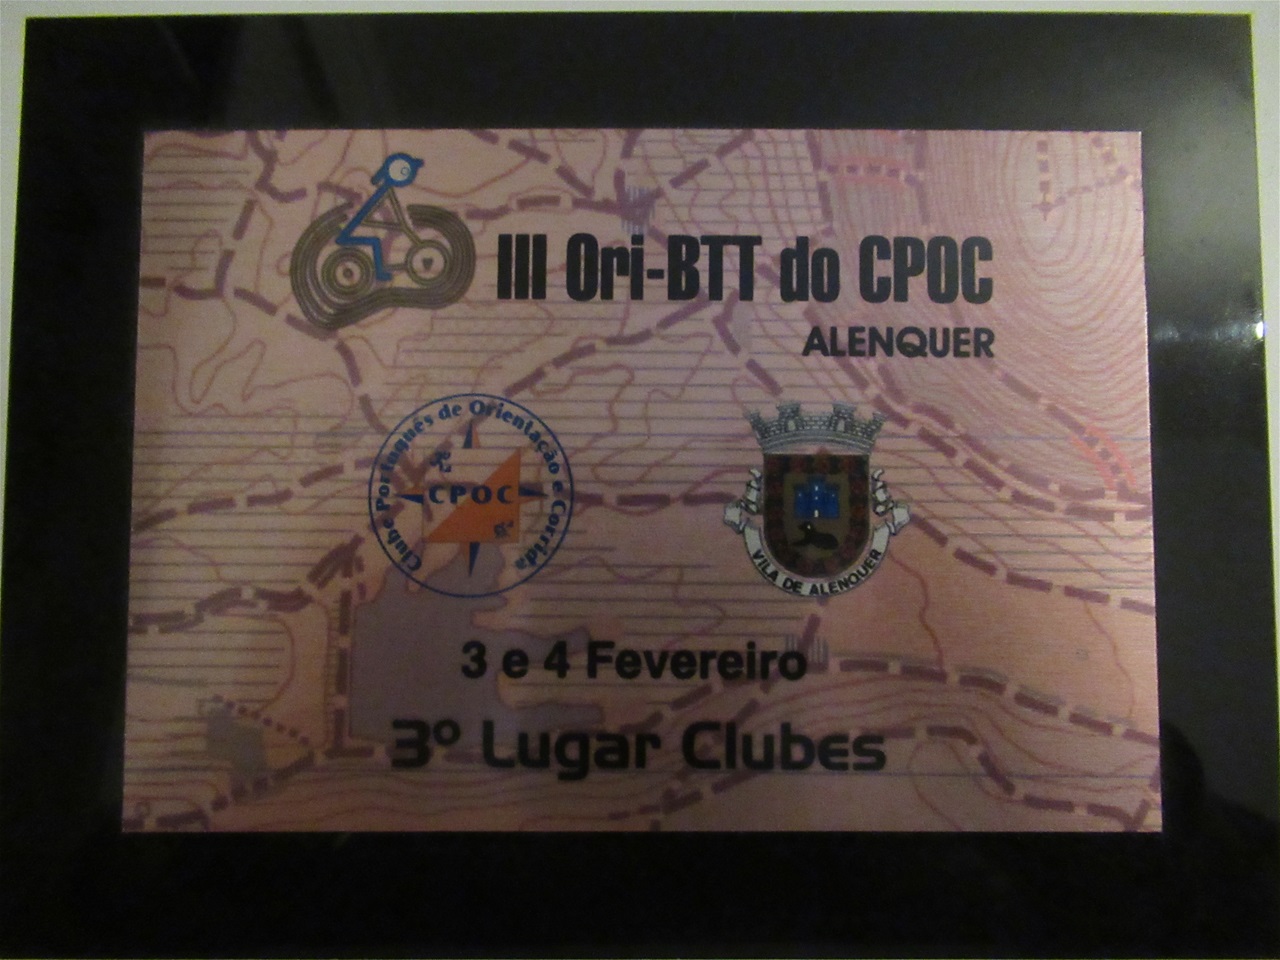 III Ori-BTT do CPOC
ALENQUER
Clube Português de Orientação e Corrida
CPOC
VILA DE ALENQUER
3 e 4 Fevereiro
3º Lugar Clubes